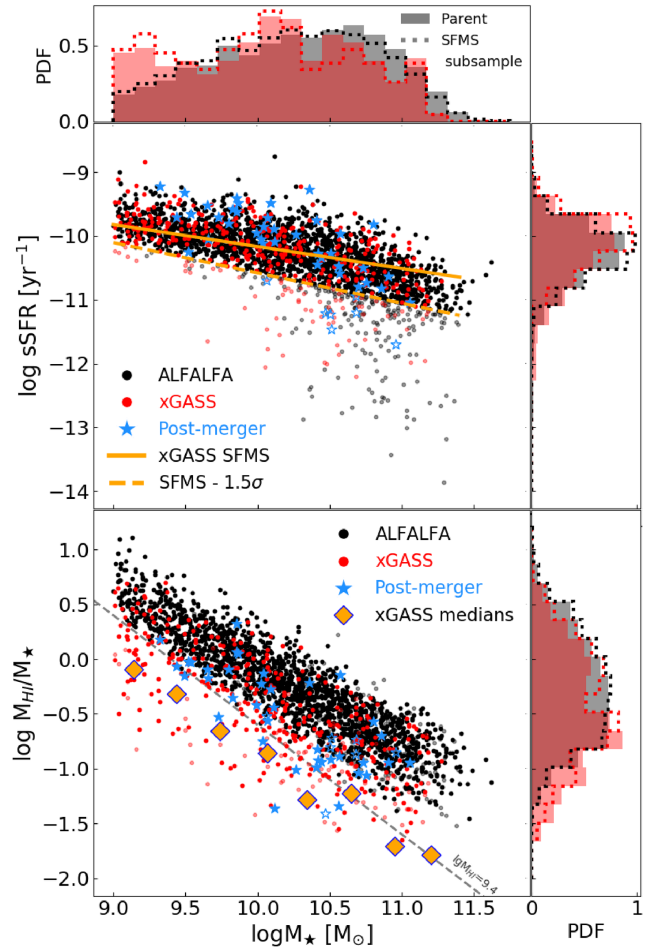 PDF
0.5
0.0
Parent
SFMS
subsample
log sSFR [yr⁻¹]
−9
−10
−11
−12
−13
−14
ALFALFA
xGASS
Post-merger
xGASS SFMS
SFMS - 1.5σ
log M_HI/M★
1.0
0.5
0.0
−0.5
−1.0
−1.5
−2.0
ALFALFA
xGASS
Post-merger
xGASS medians
lgM_HI=9.4
9.0 9.5 10.0 10.5 11.0 11.5
logM★ [M⊙]
0 1
PDF